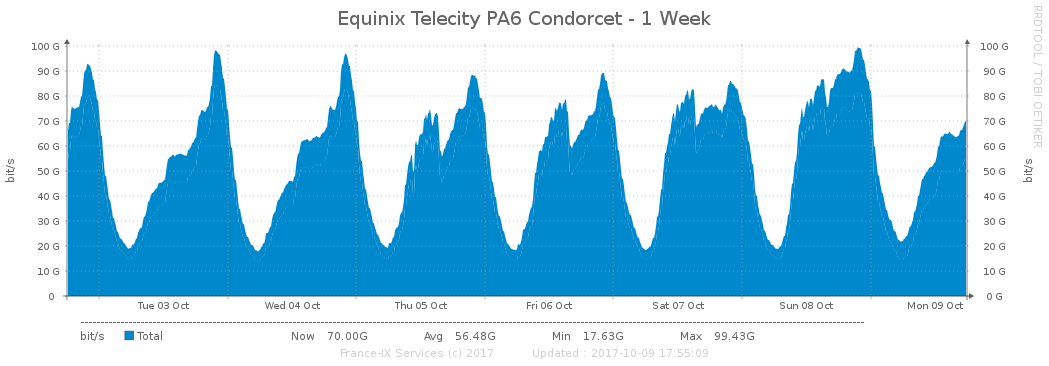 Equinix Telecity PA6 Condorcet - 1 Week
RRDTOOL / TOBI OETIKER
bit/s
100 G
90 G
80 G
70 G
60 G
50 G
40 G
30 G
20 G
10 G
0
100 G
90 G
80 G
70 G
60 G
50 G
40 G
30 G
20 G
10 G
0 G
bit/s
Tue 03 Oct Wed 04 Oct Thu 05 Oct Fri 06 Oct Sat 07 Oct Sun 08 Oct Mon 09 Oct
bit/s Total Now 70.00G Avg 56.48G Min 17.63G Max 99.43G
France-IX Services (c) 2017 Updated : 2017-10-09 17:55:09